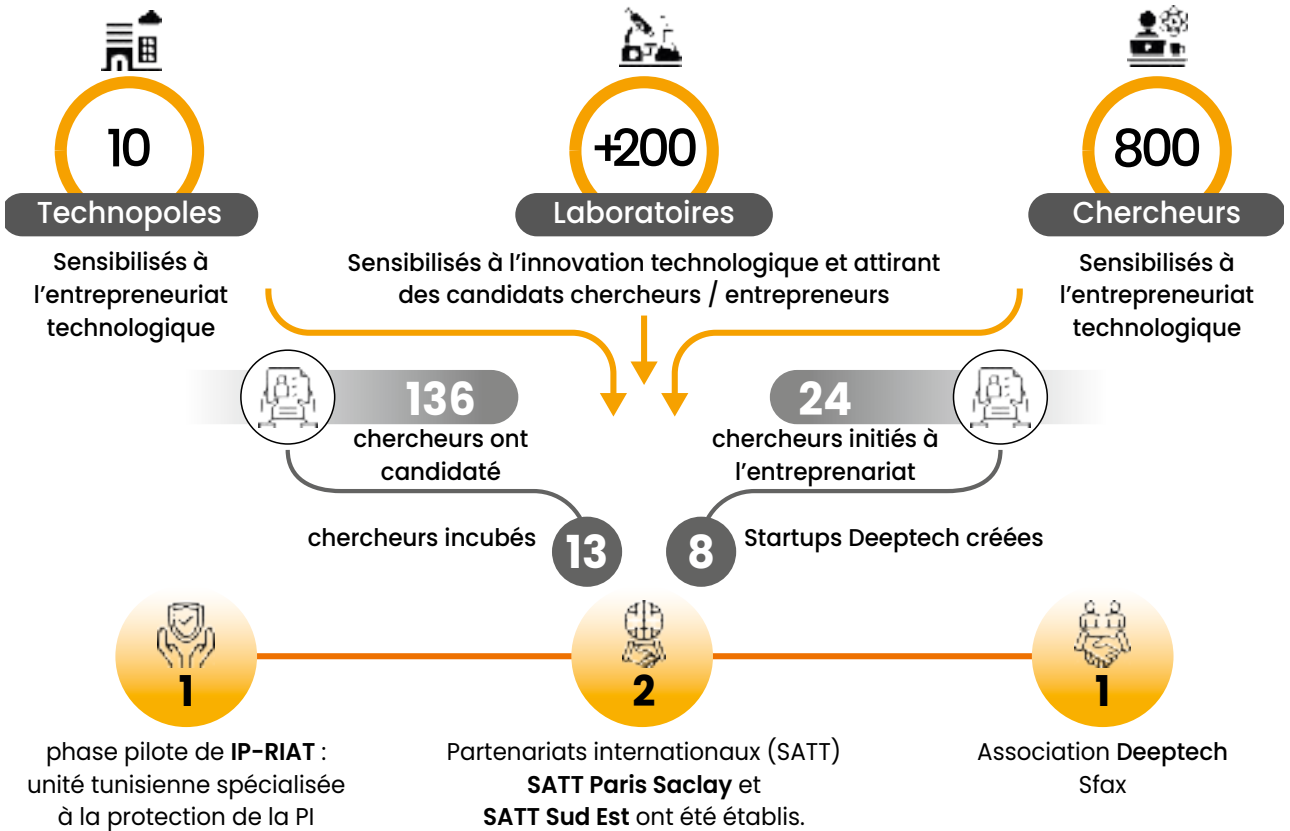 10
Technopoles
Sensibilisés à
l'entrepreneuriat
technologique
+200
Laboratoires
Sensibilisés à l'innovation technologique et attirant
des candidats chercheurs / entrepreneurs
800
Chercheurs
Sensibilisés à
l'entrepreneuriat
technologique
136
chercheurs ont
candidaté
24
chercheurs initiés à
l'entreprenariat
chercheurs incubés
13
8
Startups Deeptech créées
1
phase pilote de IP-RIAT :
unité tunisienne spécialisée
à la protection de la PI
2
Partenariats internationaux (SATT)
SATT Paris Saclay et
SATT Sud Est ont été établis.
1
Association Deeptech
Sfax